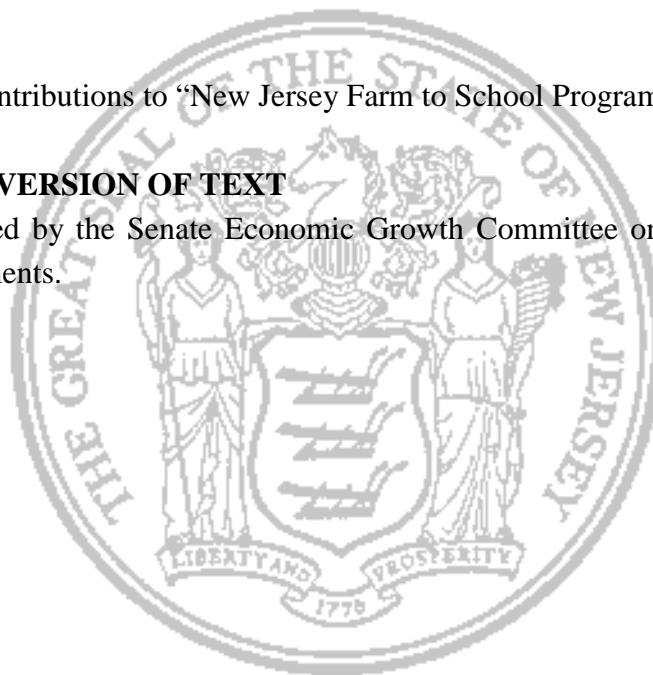 ntributions to “New Jersey Farm to School Program
VERSION OF TEXT
ed by the Senate Economic Growth Committee on
ents.
THE GREAT SEAL OF THE STATE OF NEW JERSEY
LIBERTY AND PROSPERITY
1776